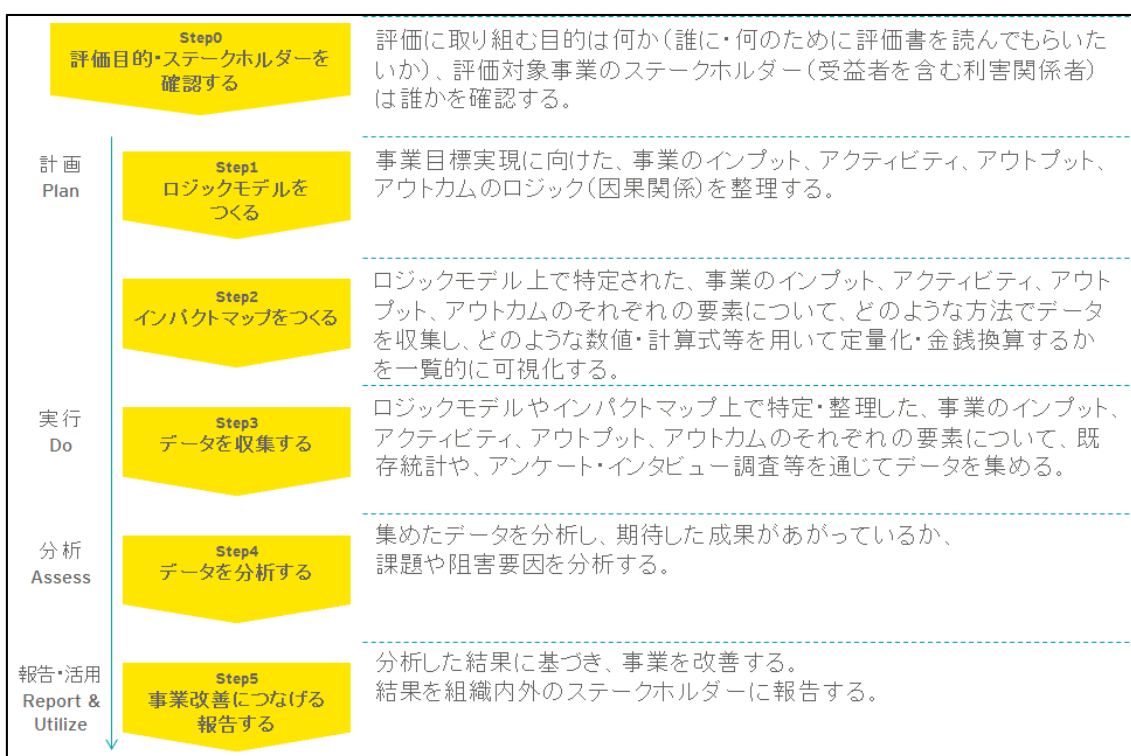 Step0
評価目的・ステークホルダーを
確認する
評価に取り組む目的は何か(誰に・何のために評価書を読んでもらいた
いか)、評価対象事業のステークホルダー(受益者を含む利害関係者)
は誰かを確認する。
計画
Plan
Step1
ロジックモデルを
つくる
事業目標実現に向けた、事業のインプット、アクティビティ、アウトプット、
アウトカムのロジック(因果関係)を整理する。
Step2
インパクトマップをつくる
ロジックモデル上で特定された、事業のインプット、アクティビティ、アウト
プット、アウトカムのそれぞれの要素について、どのような方法でデータ
を収集し、どのような数値・計算式等を用いて定量化・金銭換算するか
を一覧的に可視化する。
実行
Do
Step3
データを収集する
ロジックモデルやインパクトマップ上で特定・整理した、事業のインプット、
アクティビティ、アウトプット、アウトカムのそれぞれの要素について、既
存統計や、アンケート・インタビュー調査等を通じてデータを集める。
分析
Assess
Step4
データを分析する
集めたデータを分析し、期待した成果があがっているか、
課題や阻害要因を分析する。
報告・活用
Report &
Utilize
Step5
事業改善につなげる
報告する
分析した結果に基づき、事業を改善する。
結果を組織内外のステークホルダーに報告する。